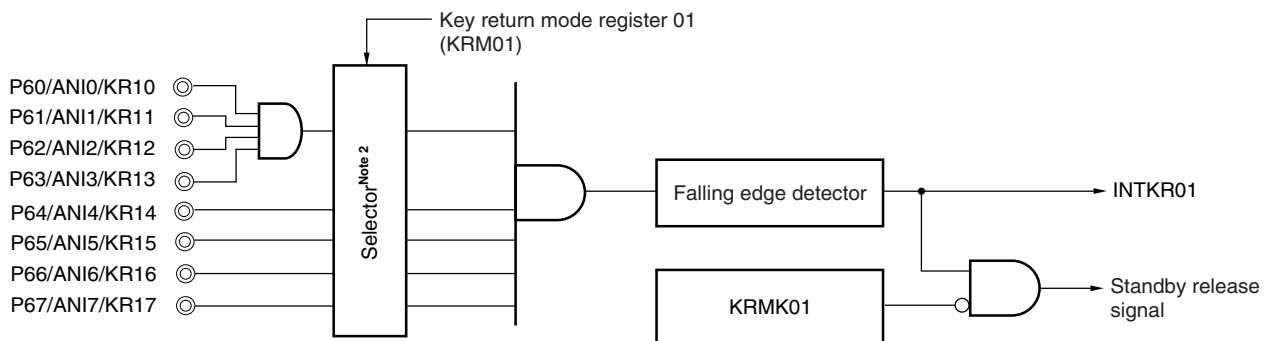 Key return mode register 01
(KRM01)
P60/ANI0/KR10
P61/ANI1/KR11
P62/ANI2/KR12
P63/ANI3/KR13
P64/ANI4/KR14
P65/ANI5/KR15
P66/ANI6/KR16
P67/ANI7/KR17
Selector Note 2
Falling edge detector
INTKR01
KRMK01
Standby release
signal